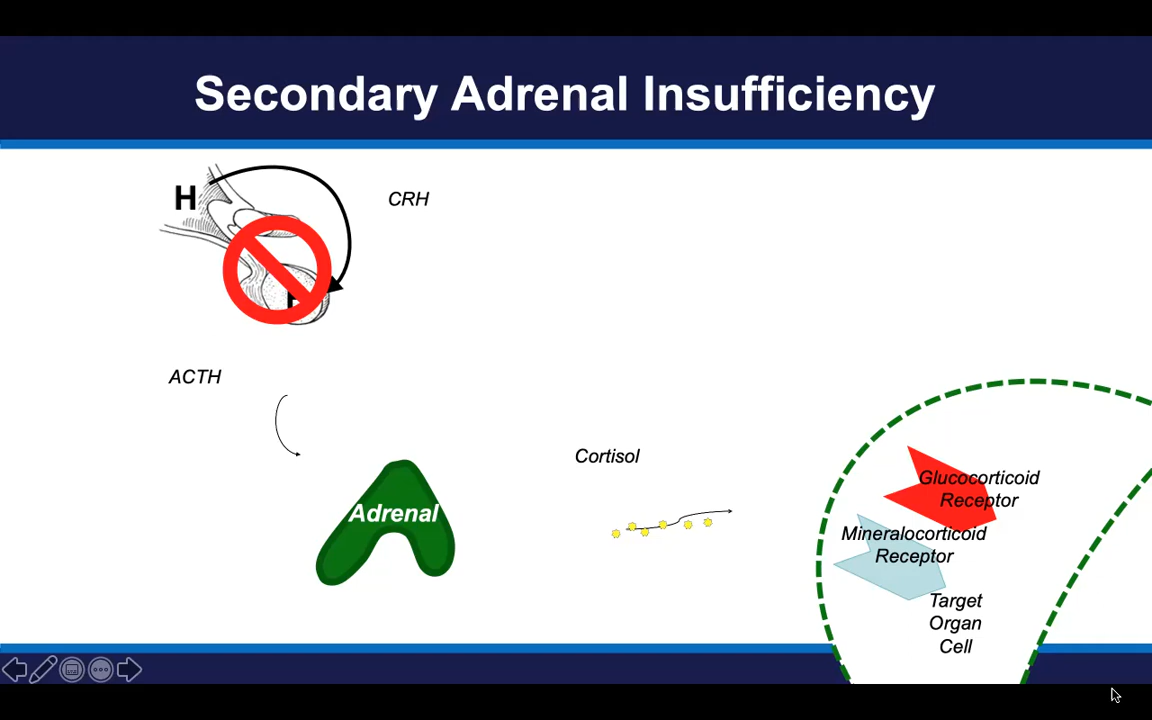 Secondary Adrenal Insufficiency
H
CRH
ACTH
Cortisol
Adrenal
Glucocorticoid
Receptor
Mineralocorticoid
Receptor
Target
Organ
Cell